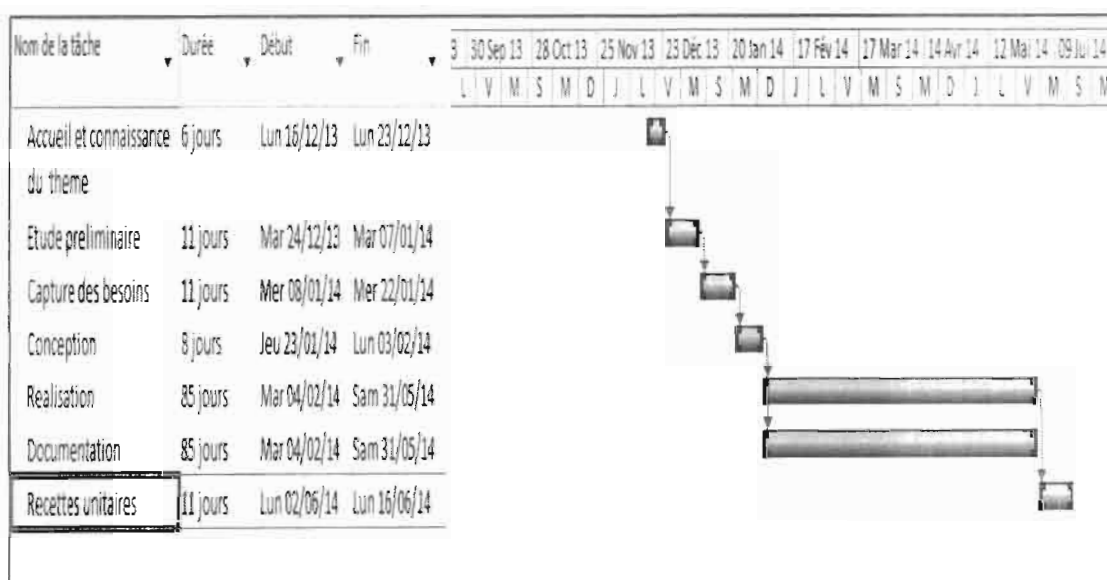 Nom de la tâche Durée Début Fin 3 30 Sep 13 28 Oct 13 25 Nov 13 23 Déc 13 20 Jan 14 17 Fév 14 17 Mar 14 14 Avr 14 12 Mai 14 09 Jui 14
L V M S M D J L V M S M D J L V M S M D J L V M S M
Accueil et connaissance 6 jours Lun 16/12/13 Lun 23/12/13
du theme
Etude preliminaire 11 jours Mar 24/12/13 Mar 07/01/14
Capture des besoins 11 jours Mer 08/01/14 Mer 22/01/14
Conception 8 jours Jeu 23/01/14 Lun 03/02/14
Realisation 85 jours Mar 04/02/14 Sam 31/05/14
Documentation 85 jours Mar 04/02/14 Sam 31/05/14
Recettes unitaires 11 jours Lun 02/06/14 Lun 16/06/14